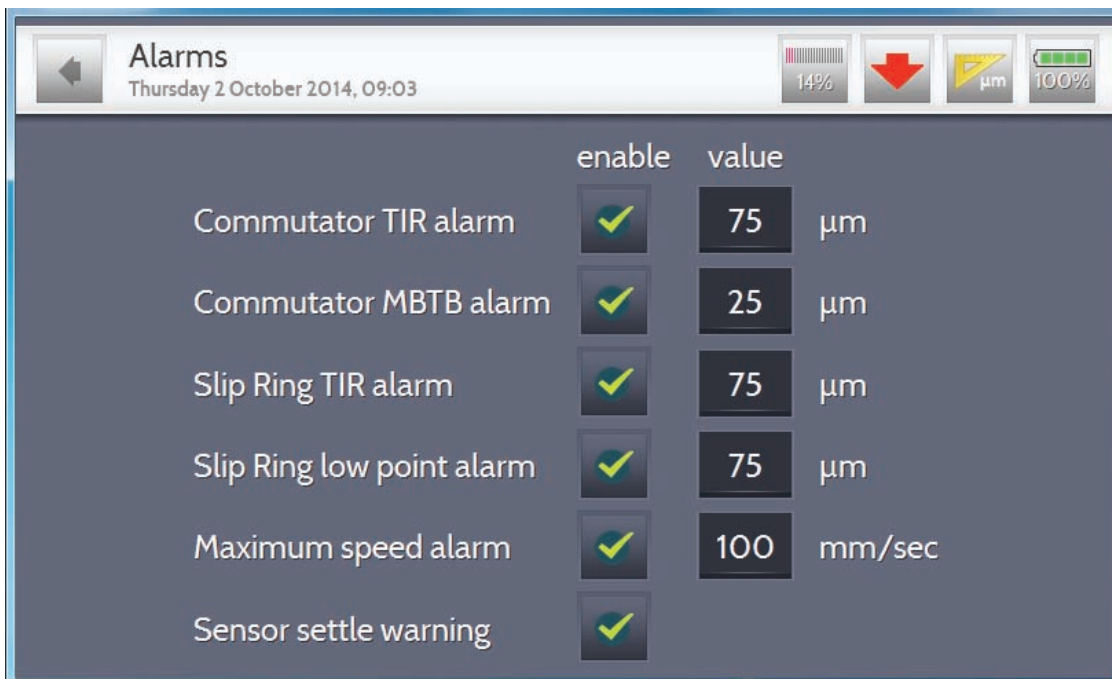 Alarms
Thursday 2 October 2014, 09:03
14%
µm
100%
enable value
Commutator TIR alarm 75 µm
Commutator MBTB alarm 25 µm
Slip Ring TIR alarm 75 µm
Slip Ring low point alarm 75 µm
Maximum speed alarm 100 mm/sec
Sensor settle warning